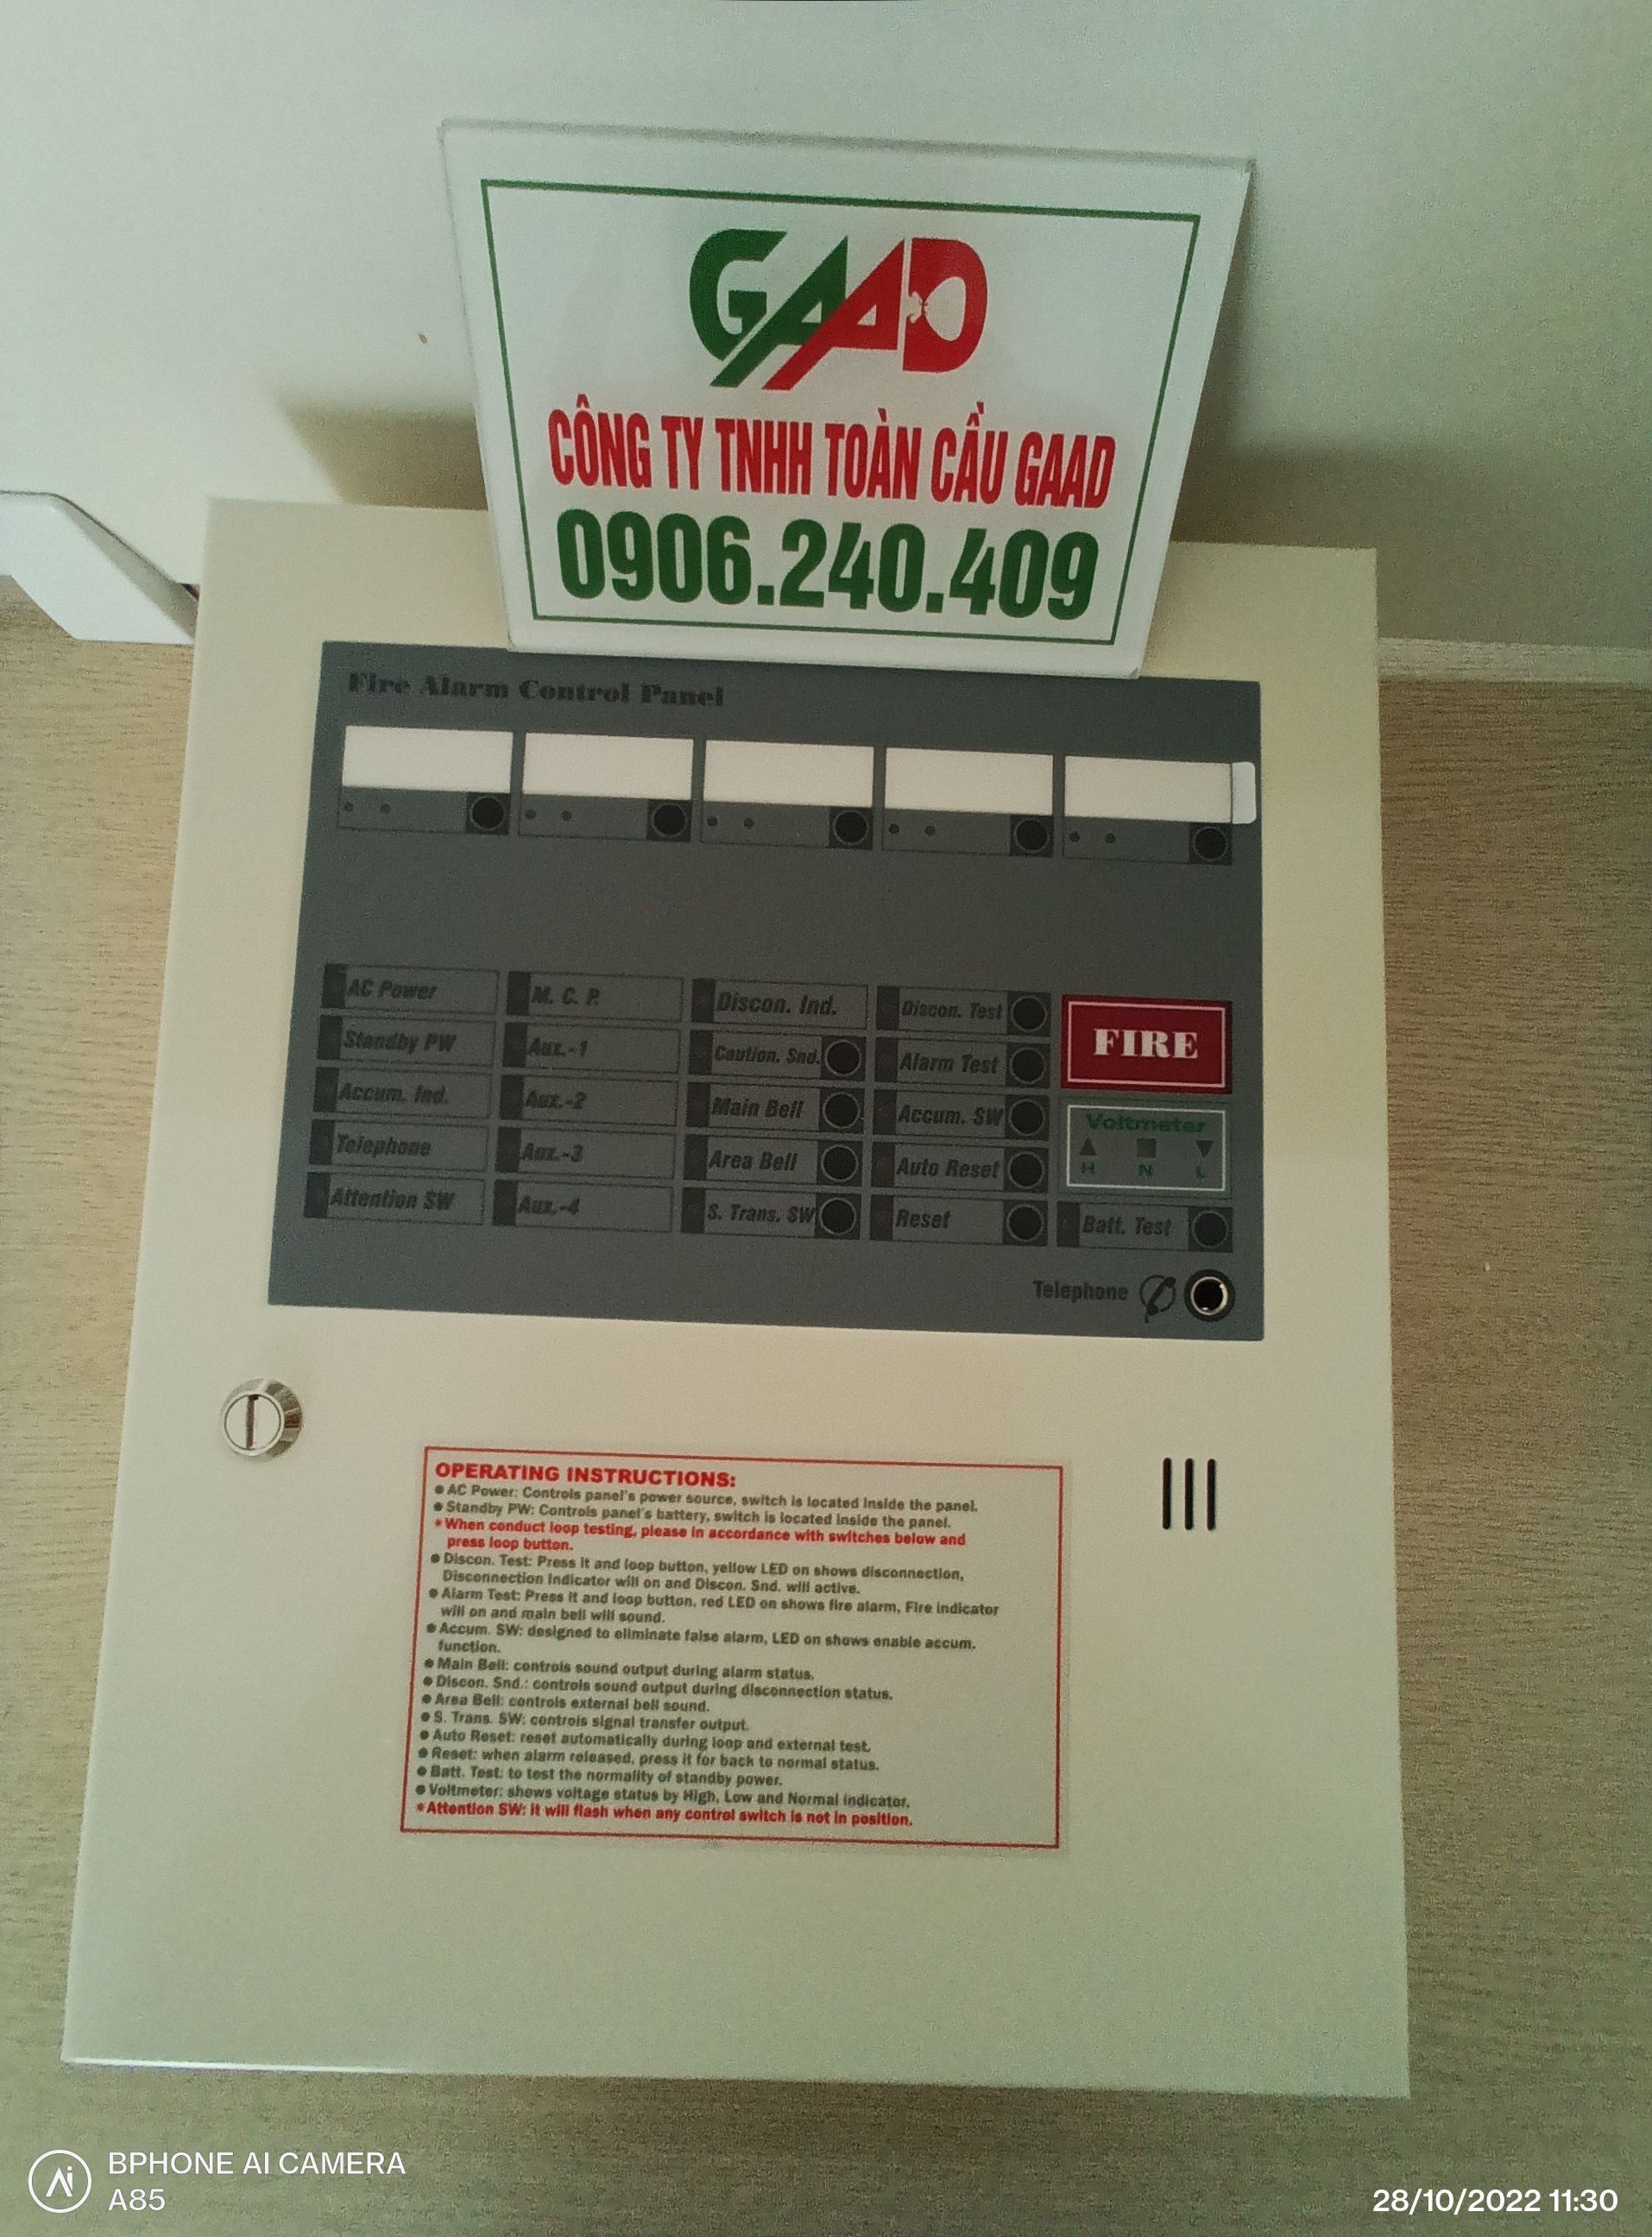 GAAD
CÔNG TY TNHH TOÀN CẦU GAAD
0906.240.409
Fire Alarm Control Panel
AC Power
M. C. P.
Discon. Ind.
Discon. Test
FIRE
Standby PW
Aux.-1
Caution. Snd.
Alarm Test
Accum. Ind.
Aux.-2
Main Bell
Accum. SW
Voltmeter
H N L
Telephone
Aux.-3
Area Bell
Auto Reset
Attention SW
Aux.-4
S. Trans. SW
Reset
Batt. Test
Telephone
OPERATING INSTRUCTIONS:
● AC Power: Controls panel's power source, switch is located inside the panel.
● Standby PW: Controls panel's battery, switch is located inside the panel.
* When conduct loop testing, please in accordance with switches below and
press loop button.
● Discon. Test: Press it and loop button, yellow LED on shows disconnection,
Disconnection Indicator will on and Discon. Snd. will active.
● Alarm Test: Press it and loop button, red LED on shows fire alarm, Fire indicator
will on and main bell will sound.
● Accum. SW: designed to eliminate false alarm, LED on shows enable accum.
function.
● Main Bell: controls sound output during alarm status.
● Discon. Snd.: controls sound output during disconnection status.
● Area Bell: controls external bell sound.
● S. Trans. SW: controls signal transfer output.
● Auto Reset: reset automatically during loop and external test.
● Reset: when alarm released, press it for back to normal status.
● Batt. Test: to test the normality of standby power.
● Voltmeter: shows voltage status by High, Low and Normal indicator.
* Attention SW: it will flash when any control switch is not in position.
BPHONE AI CAMERA
A85
28/10/2022 11:30